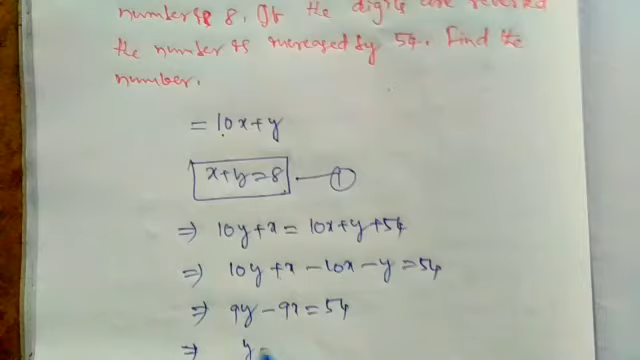 number is 8. If the digits are reversed
the number is increased by 54. Find the
number.
= 10x+y
x+y=8 ①
⇒ 10y+x = 10x+y+54
⇒ 10y+x-10x-y=54
⇒ 9y-9x=54
⇒ y